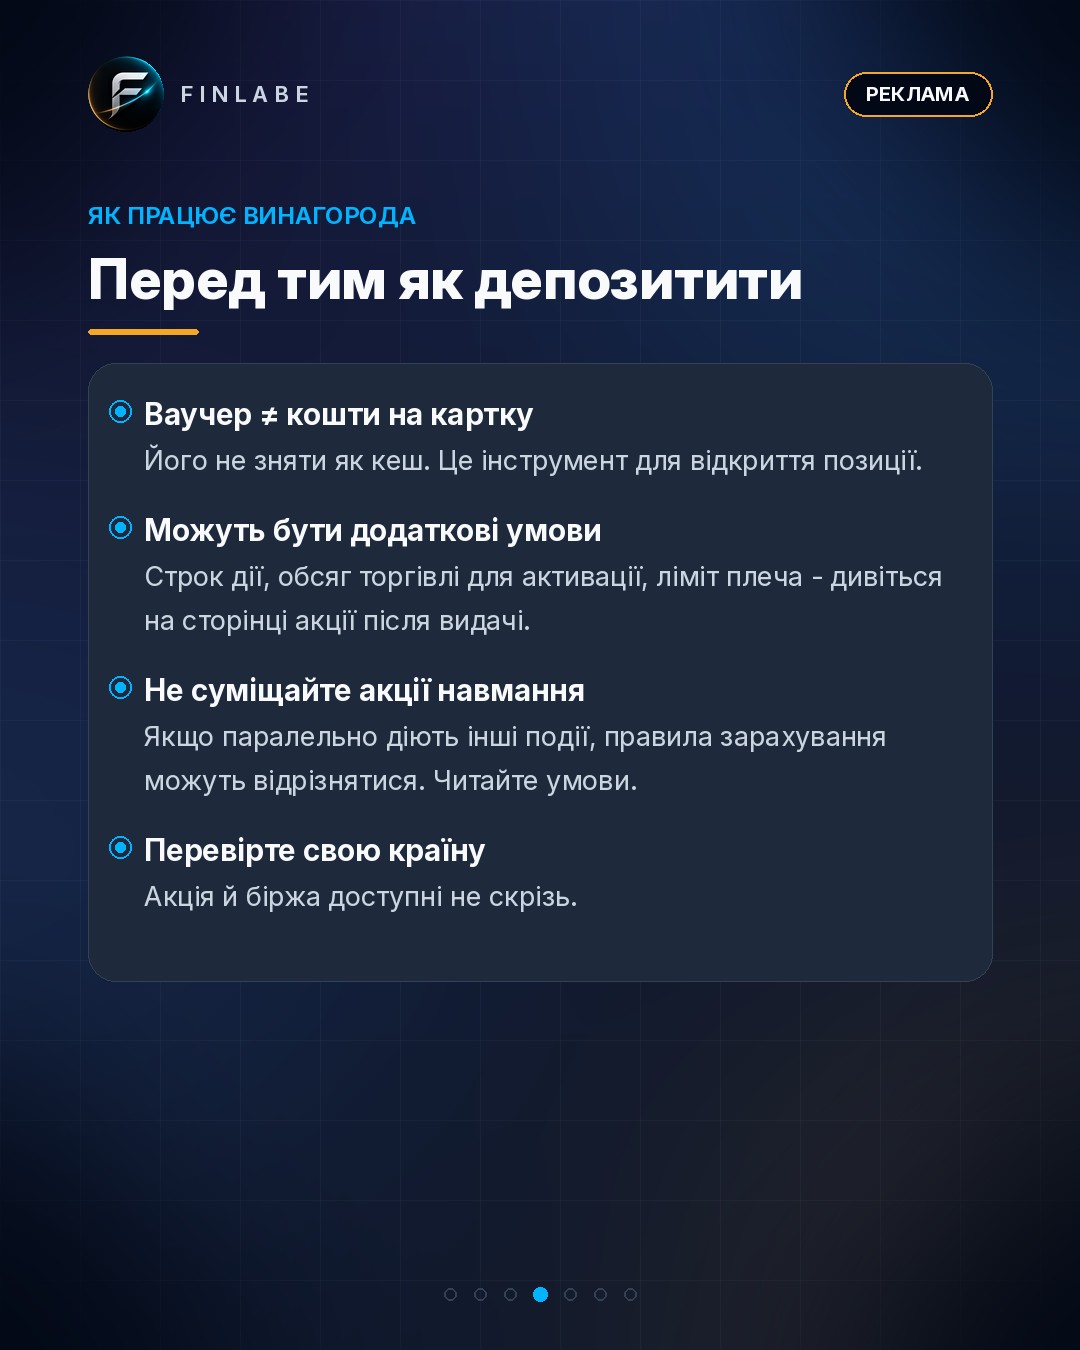 FINLABE
РЕКЛАМА
ЯК ПРАЦЮЄ ВИНАГОРОДА
Перед тим як депозитити
Ваучер ≠ кошти на картку
Його не зняти як кеш. Це інструмент для відкриття позиції.
Можуть бути додаткові умови
Строк дії, обсяг торгівлі для активації, ліміт плеча - дивіться
на сторінці акції після видачі.
Не суміщайте акції навмання
Якщо паралельно діють інші події, правила зарахування
можуть відрізнятися. Читайте умови.
Перевірте свою країну
Акція й біржа доступні не скрізь.